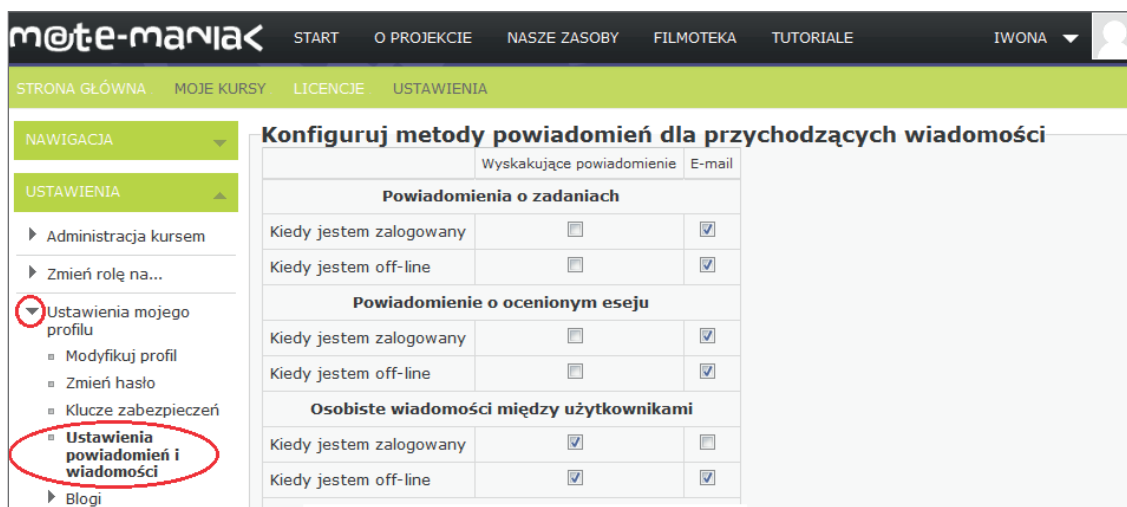 m@te-maniak START O PROJEKCIE NASZE ZASOBY FILMOTEKA TUTORIALE IWONA
STRONA GŁÓWNA MOJE KURSY LICENCJE USTAWIENIA
NAWIGACJA
USTAWIENIA
Administracja kursem
Zmień rolę na...
Ustawienia mojego
profilu
Modyfikuj profil
Zmień hasło
Klucze zabezpieczeń
Ustawienia
powiadomień i
wiadomości
Blogi
Konfiguruj metody powiadomień dla przychodzących wiadomości
Wyskakujące powiadomienie E-mail
Powiadomienia o zadaniach
Kiedy jestem zalogowany
Kiedy jestem off-line
Powiadomienie o ocenionym eseju
Kiedy jestem zalogowany
Kiedy jestem off-line
Osobiste wiadomości między użytkownikami
Kiedy jestem zalogowany
Kiedy jestem off-line